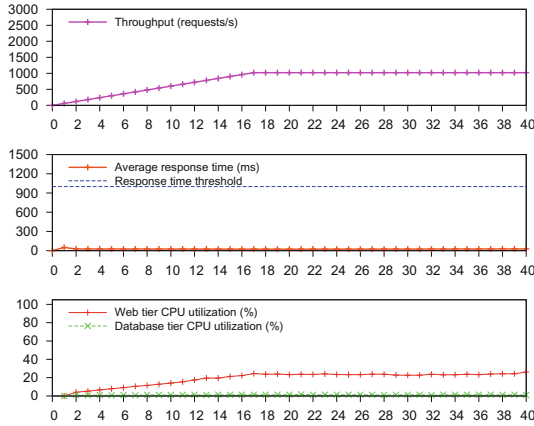 3000
2500
2000
1500
1000
500
0
Throughput (requests/s)
0 2 4 6 8 10 12 14 16 18 20 22 24 26 28 30 32 34 36 38 40
1500
1200
900
600
300
0
Average response time (ms)
Response time threshold
0 2 4 6 8 10 12 14 16 18 20 22 24 26 28 30 32 34 36 38 40
100
80
60
40
20
0
Web tier CPU utilization (%)
Database tier CPU utilization (%)
0 2 4 6 8 10 12 14 16 18 20 22 24 26 28 30 32 34 36 38 40